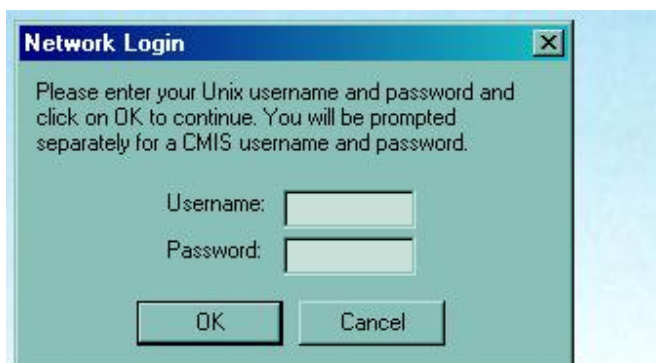 Network Login
Please enter your Unix username and password and
click on OK to continue. You will be prompted
separately for a CMIS username and password.
Username:
Password:
OK
Cancel